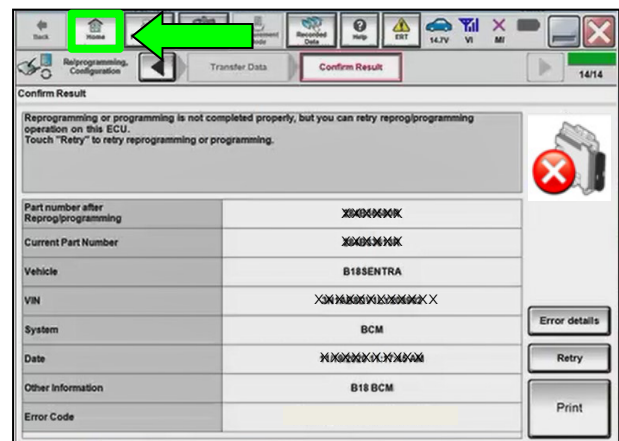 Back
Home
Recorded
Data
Help
ERT
14.7V
VI
MI
Re/programming,
Configuration
Transfer Data
Confirm Result
14/14
Confirm Result
Reprogramming or programming is not completed properly, but you can retry reprog/programming
operation on this ECU.
Touch "Retry" to retry reprogramming or programming.
Part number after
Reprog/programming
Current Part Number
Vehicle
B18SENTRA
VIN
System
BCM
Date
Other Information
B18 BCM
Error Code
Error details
Retry
Print